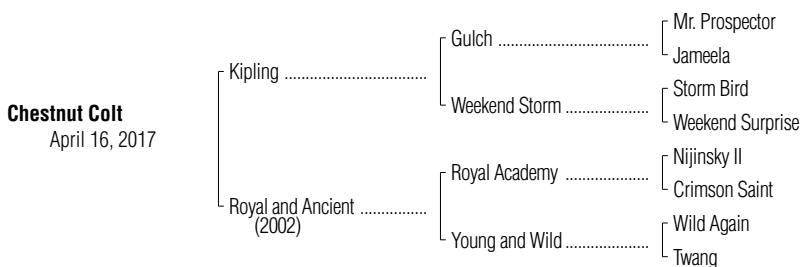 Mr. Prospector
Gulch ....................................
Jameela
Kipling ..................................
Storm Bird
Weekend Storm ....................
Weekend Surprise
Chestnut Colt
April 16, 2017
Nijinsky II
Royal Academy ....................
Crimson Saint
Royal and Ancient ................
(2002)
Wild Again
Young and Wild ....................
Twang